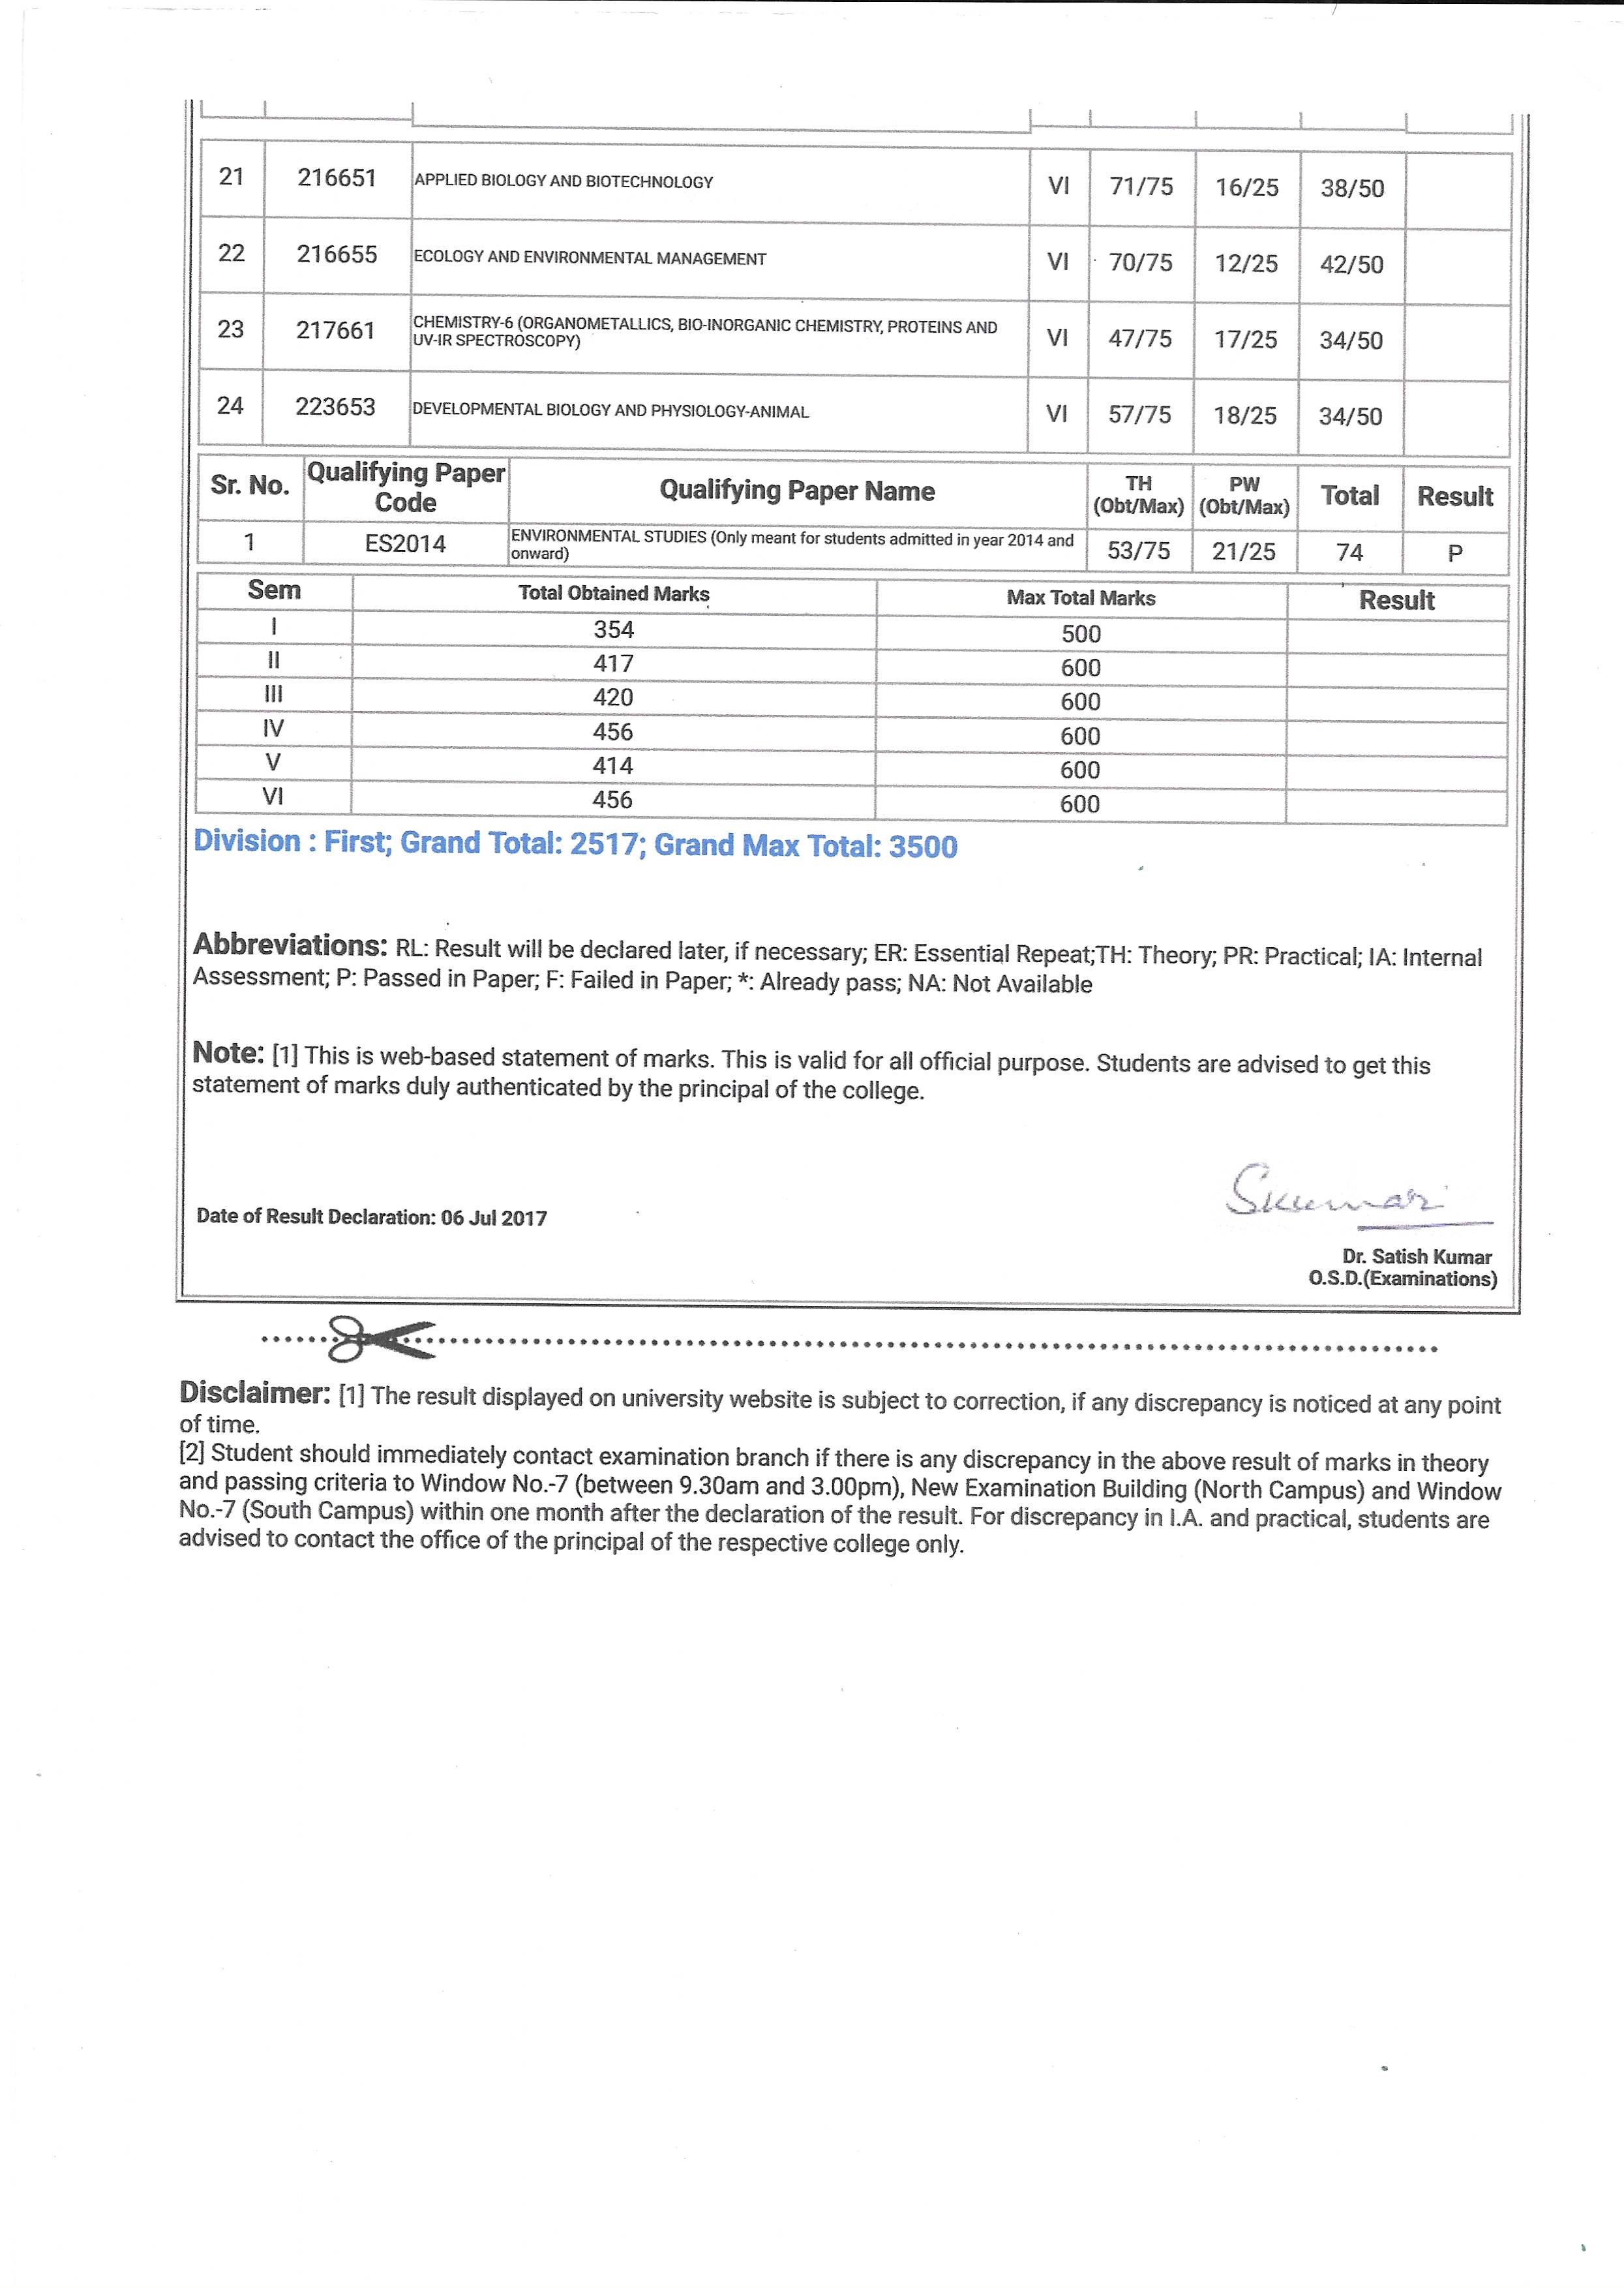 21 216651 APPLIED BIOLOGY AND BIOTECHNOLOGY VI 71/75 16/25 38/50
22 216655 ECOLOGY AND ENVIRONMENTAL MANAGEMENT VI 70/75 12/25 42/50
23 217661 CHEMISTRY-6 (ORGANOMETALLICS, BIO-INORGANIC CHEMISTRY, PROTEINS AND
UV-IR SPECTROSCOPY) VI 47/75 17/25 34/50
24 223653 DEVELOPMENTAL BIOLOGY AND PHYSIOLOGY-ANIMAL VI 57/75 18/25 34/50
Sr. No. Qualifying Paper Code Qualifying Paper Name TH (Obt/Max) PW (Obt/Max) Total Result
1 ES2014 ENVIRONMENTAL STUDIES (Only meant for students admitted in year 2014 and
onward) 53/75 21/25 74 P
Sem Total Obtained Marks Max Total Marks Result
I 354 500
II 417 600
III 420 600
IV 456 600
V 414 600
VI 456 600
Division : First; Grand Total: 2517; Grand Max Total: 3500
Abbreviations: RL: Result will be declared later, if necessary; ER: Essential Repeat;TH: Theory; PR: Practical; IA: Internal
Assessment; P: Passed in Paper; F: Failed in Paper; *: Already pass; NA: Not Available
Note: [1] This is web-based statement of marks. This is valid for all official purpose. Students are advised to get this
statement of marks duly authenticated by the principal of the college.
Skumar
Date of Result Declaration: 06 Jul 2017
Dr. Satish Kumar
O.S.D.(Examinations)
Disclaimer: [1] The result displayed on university website is subject to correction, if any discrepancy is noticed at any point
of time.
[2] Student should immediately contact examination branch if there is any discrepancy in the above result of marks in theory
and passing criteria to Window No.-7 (between 9.30am and 3.00pm), New Examination Building (North Campus) and Window
No.-7 (South Campus) within one month after the declaration of the result. For discrepancy in I.A. and practical, students are
advised to contact the office of the principal of the respective college only.